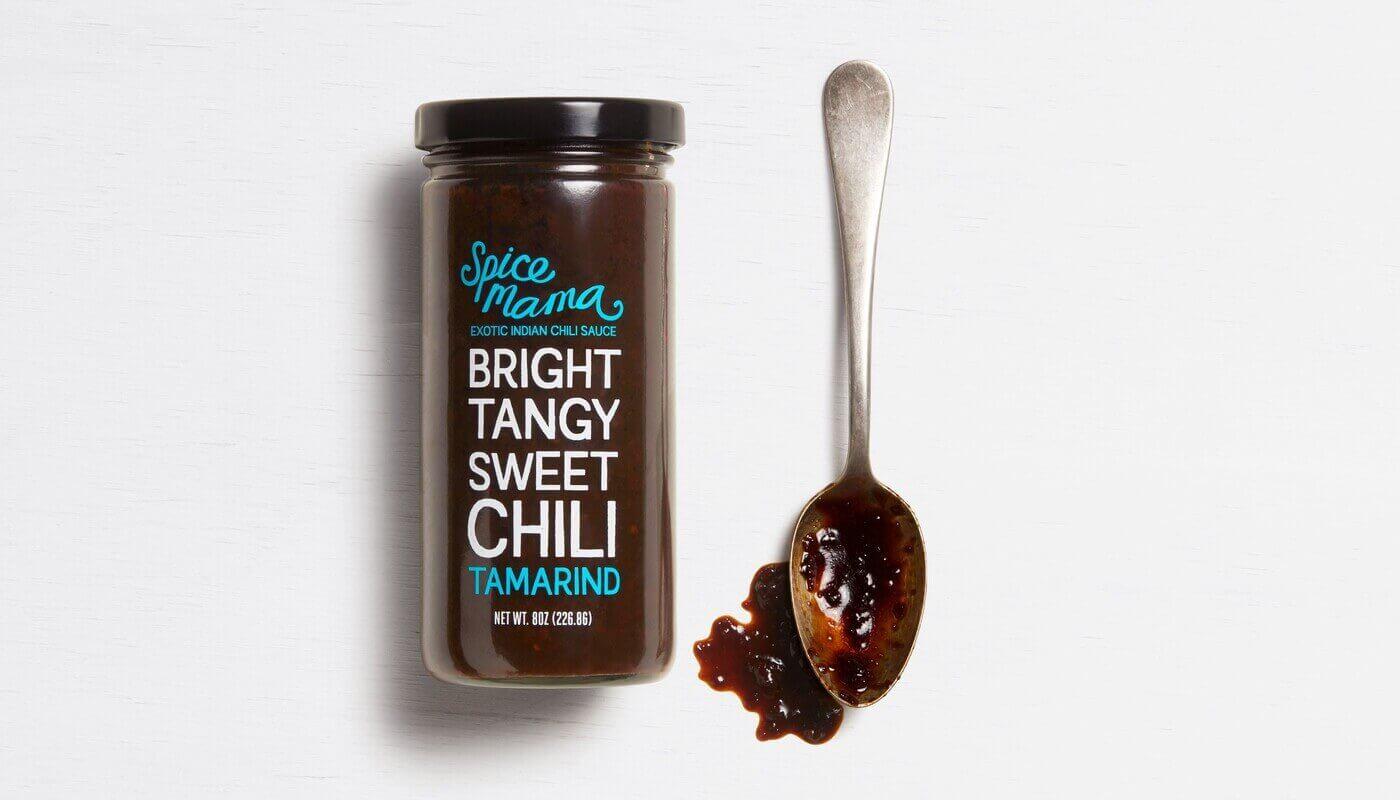 Spice
mama
EXOTIC INDIAN CHILI SAUCE
BRIGHT
TANGY
SWEET
CHILI
TAMARIND
NET WT. 8OZ (226.8G)